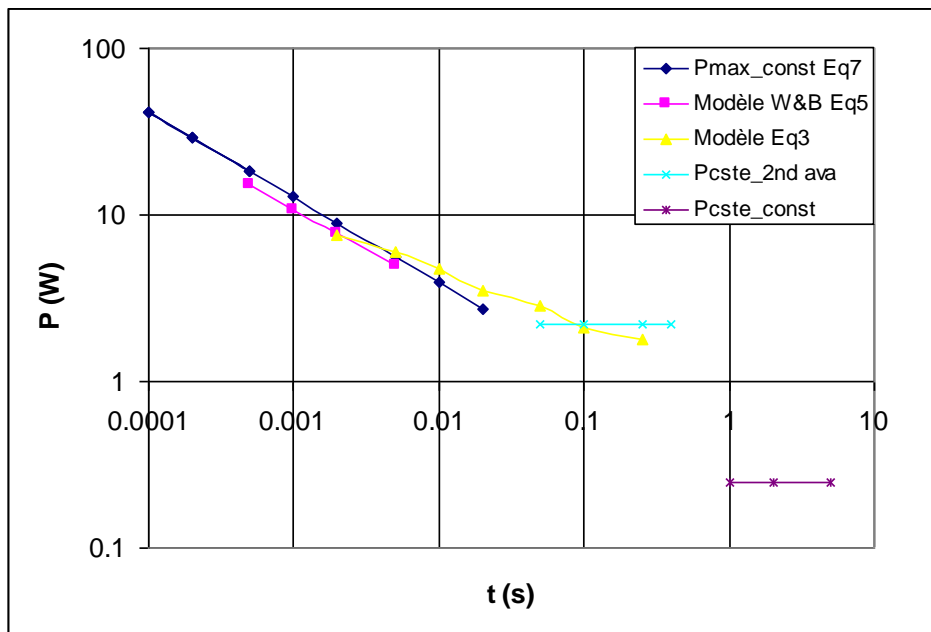 100
Pmax_const Eq7
Modèle W&B Eq5
Modèle Eq3
Pcste_2nd ava
Pcste_const
10
P (W)
1
0.0001 0.001 0.01 0.1 1 10
0.1
t (s)